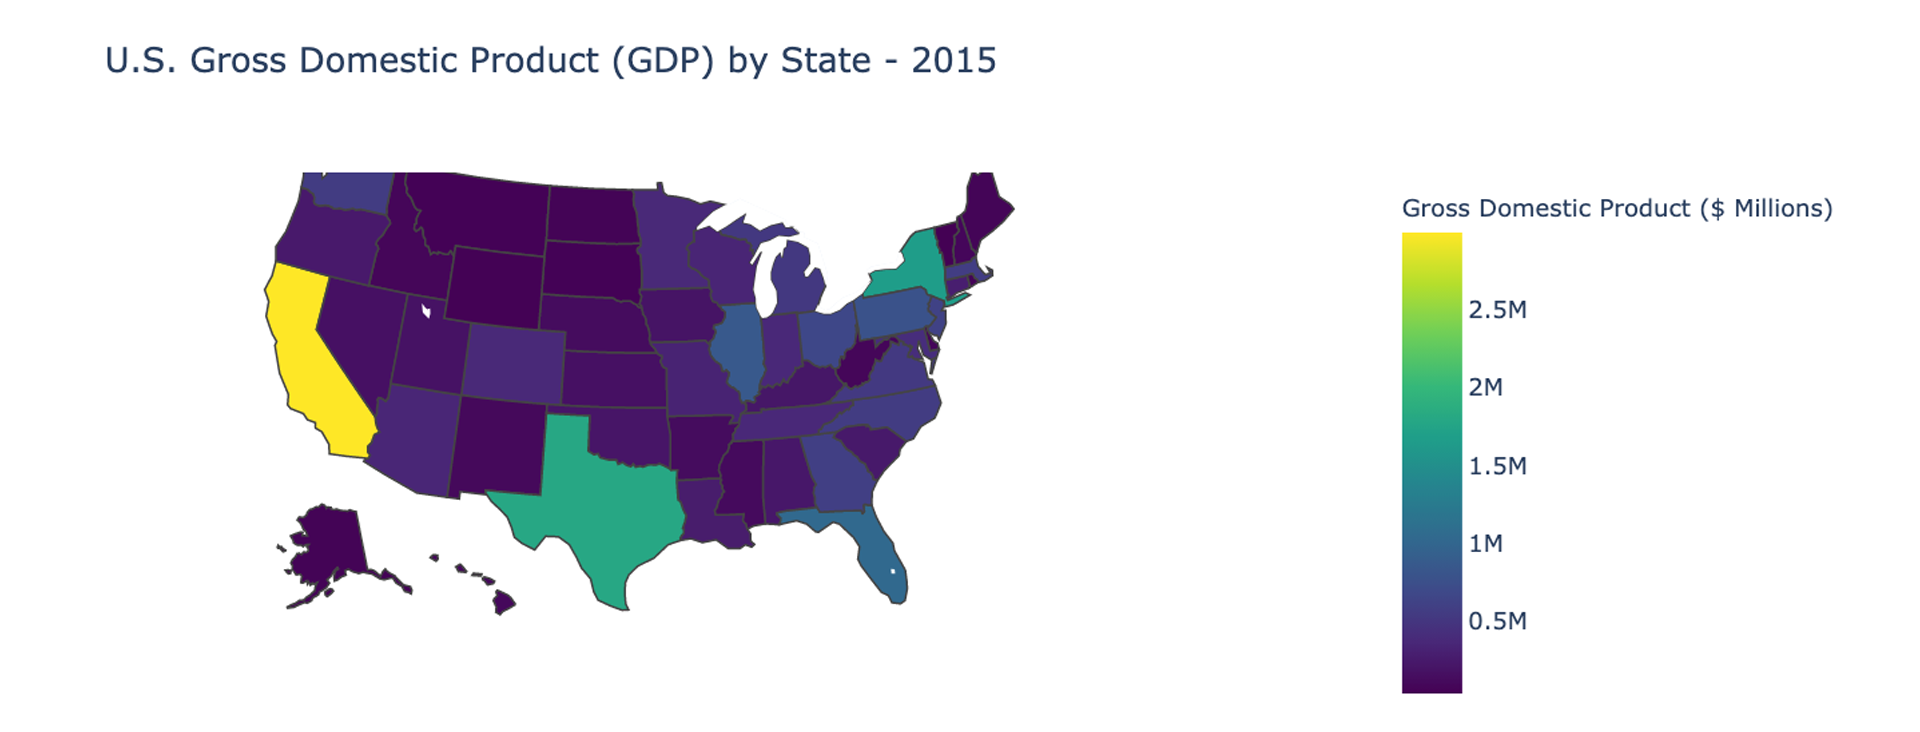 U.S. Gross Domestic Product (GDP) by State - 2015
Gross Domestic Product ($ Millions)
2.5M
2M
1.5M
1M
0.5M